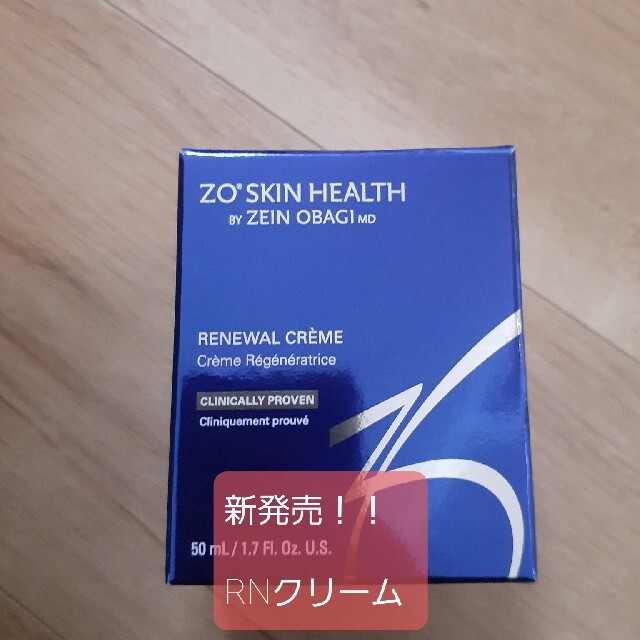 ZO® SKIN HEALTH
BY ZEIN OBAGI MD
RENEWAL CRÈME
Crème Régénératrice
CLINICALLY PROVEN
Cliniquement prouvé
新発売！！
50 mL / 1.7 Fl. Oz. U.S.
RNクリーム